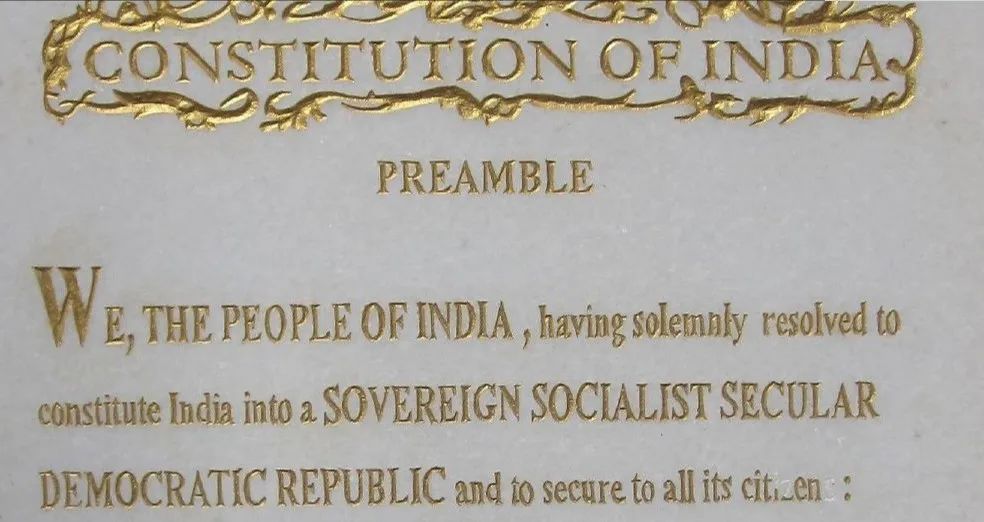 CONSTITUTION OF INDIA
PREAMBLE
WE, THE PEOPLE OF INDIA , having solemnly resolved to
constitute India into a SOVEREIGN SOCIALIST SECULAR
DEMOCRATIC REPUBLIC and to secure to all its :